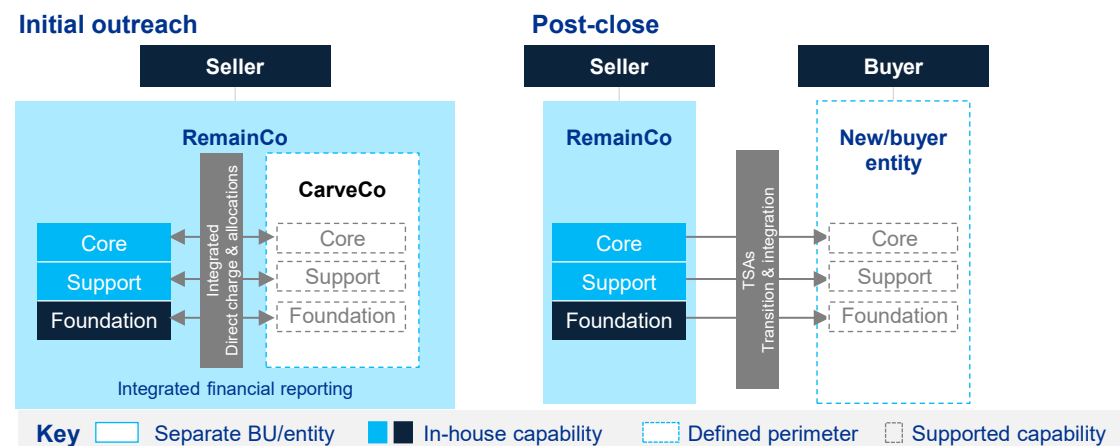 Initial outreach
Seller
RemainCo
CarveCo
Integrated
Direct charge & allocations
Core
Support
Foundation
Core
Support
Foundation
Integrated financial reporting
Post-close
Seller
Buyer
RemainCo
New/buyer
entity
TSAs
Transition & integration
Core
Support
Foundation
Core
Support
Foundation
Key
Separate BU/entity
In-house capability
Defined perimeter
Supported capability